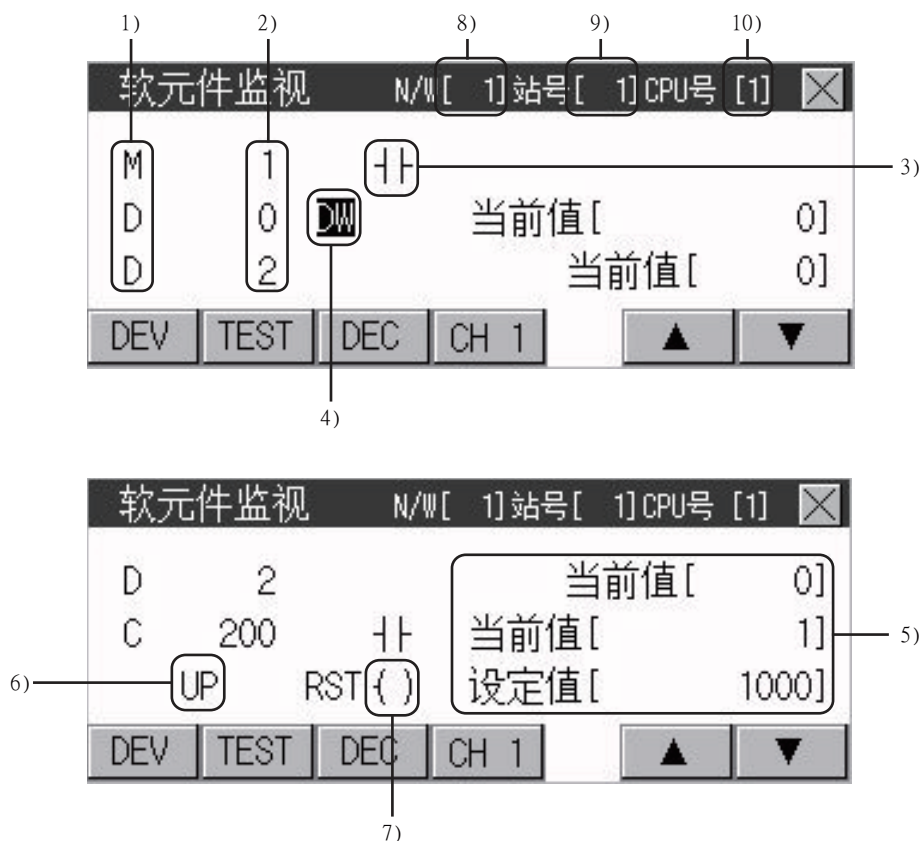 1) 2) 8) 9) 10)
软元件监视 N/W[ 1]站号[ 1]CPU号 [1]
M 1 3)
D 0 DW 当前值[ 0]
D 2 当前值[ 0]
DEV TEST DEC CH 1 ▲ ▼
4)
软元件监视 N/W[ 1]站号[ 1]CPU号 [1]
D 2 当前值[ 0]
C 200 当前值[ 1] 5)
6) UP RST( ) 设定值[ 1000]
DEV TEST DEC CH 1 ▲ ▼
7)